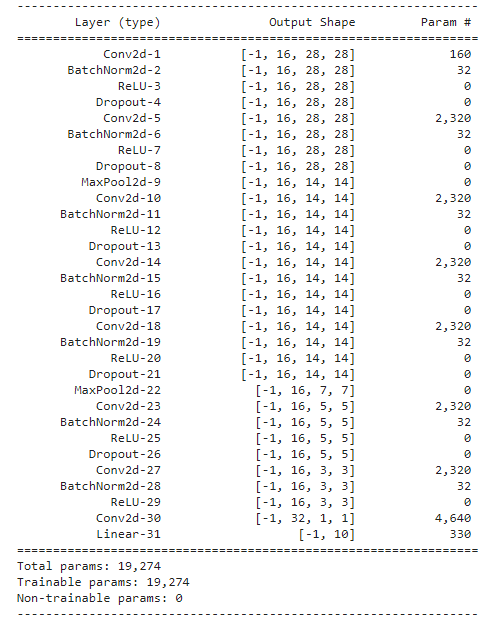 ----------------------------------------------------------------
        Layer (type)               Output Shape         Param #
================================================================
            Conv2d-1           [-1, 16, 28, 28]             160
       BatchNorm2d-2           [-1, 16, 28, 28]              32
              ReLU-3           [-1, 16, 28, 28]               0
           Dropout-4           [-1, 16, 28, 28]               0
            Conv2d-5           [-1, 16, 28, 28]           2,320
       BatchNorm2d-6           [-1, 16, 28, 28]              32
              ReLU-7           [-1, 16, 28, 28]               0
           Dropout-8           [-1, 16, 28, 28]               0
         MaxPool2d-9           [-1, 16, 14, 14]               0
           Conv2d-10           [-1, 16, 14, 14]           2,320
      BatchNorm2d-11           [-1, 16, 14, 14]              32
             ReLU-12           [-1, 16, 14, 14]               0
          Dropout-13           [-1, 16, 14, 14]               0
           Conv2d-14           [-1, 16, 14, 14]           2,320
      BatchNorm2d-15           [-1, 16, 14, 14]              32
             ReLU-16           [-1, 16, 14, 14]               0
          Dropout-17           [-1, 16, 14, 14]               0
           Conv2d-18           [-1, 16, 14, 14]           2,320
      BatchNorm2d-19           [-1, 16, 14, 14]              32
             ReLU-20           [-1, 16, 14, 14]               0
          Dropout-21           [-1, 16, 14, 14]               0
        MaxPool2d-22             [-1, 16, 7, 7]               0
           Conv2d-23             [-1, 16, 5, 5]           2,320
      BatchNorm2d-24             [-1, 16, 5, 5]              32
             ReLU-25             [-1, 16, 5, 5]               0
          Dropout-26             [-1, 16, 5, 5]               0
           Conv2d-27             [-1, 16, 3, 3]           2,320
      BatchNorm2d-28             [-1, 16, 3, 3]              32
             ReLU-29             [-1, 16, 3, 3]               0
           Conv2d-30             [-1, 32, 1, 1]           4,640
           Linear-31                   [-1, 10]             330
================================================================
Total params: 19,274
Trainable params: 19,274
Non-trainable params: 0
----------------------------------------------------------------